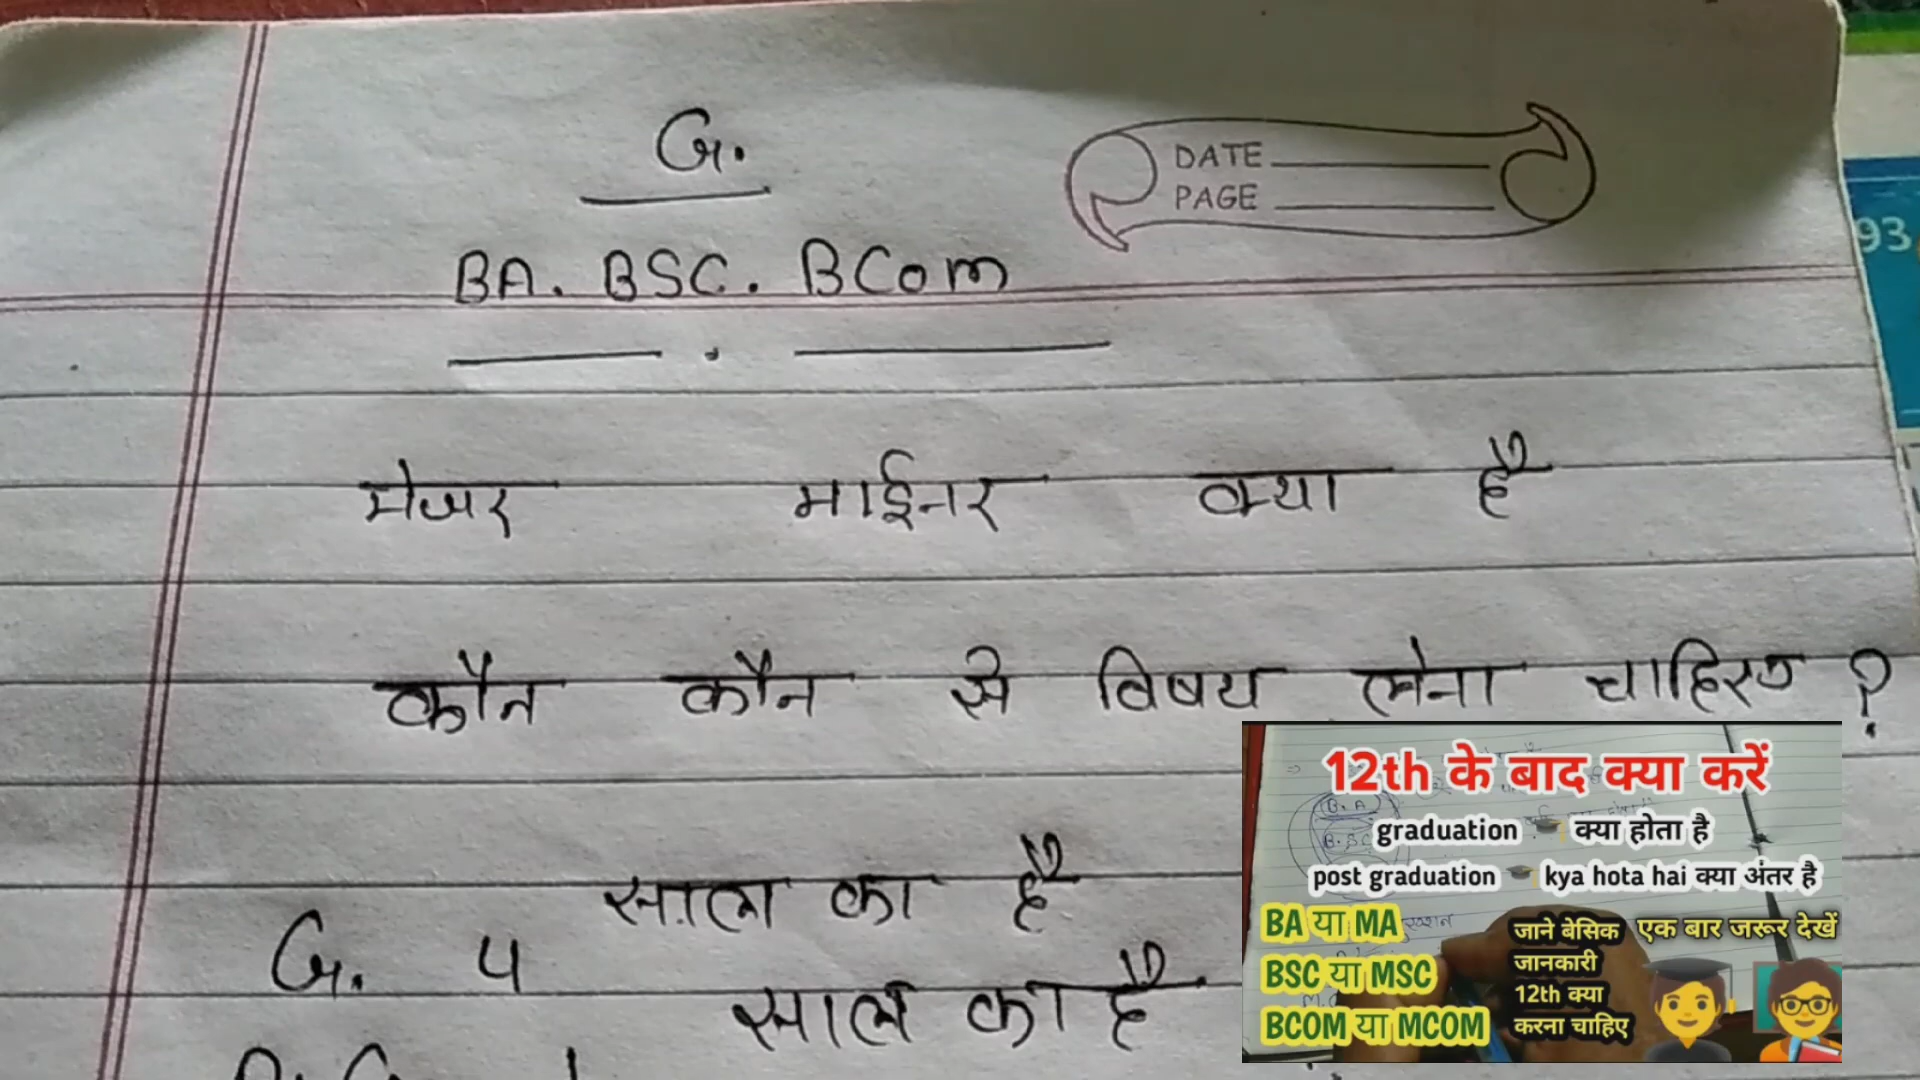 G.
DATE
PAGE
BA. BSC. BCom
मेजर माईनर क्या है
कौन कौन से विषय लेना चाहिए ?
साल का है
G. 4
साल का है
93
12th के बाद क्या करें
graduation 🎓 क्या होता है
post graduation 🎓 kya hota hai क्या अंतर है
BA या MA
BSC या MSC
BCOM या MCOM
जाने बेसिक
जानकारी
12th क्या
करना चाहिए
एक बार जरूर देखें